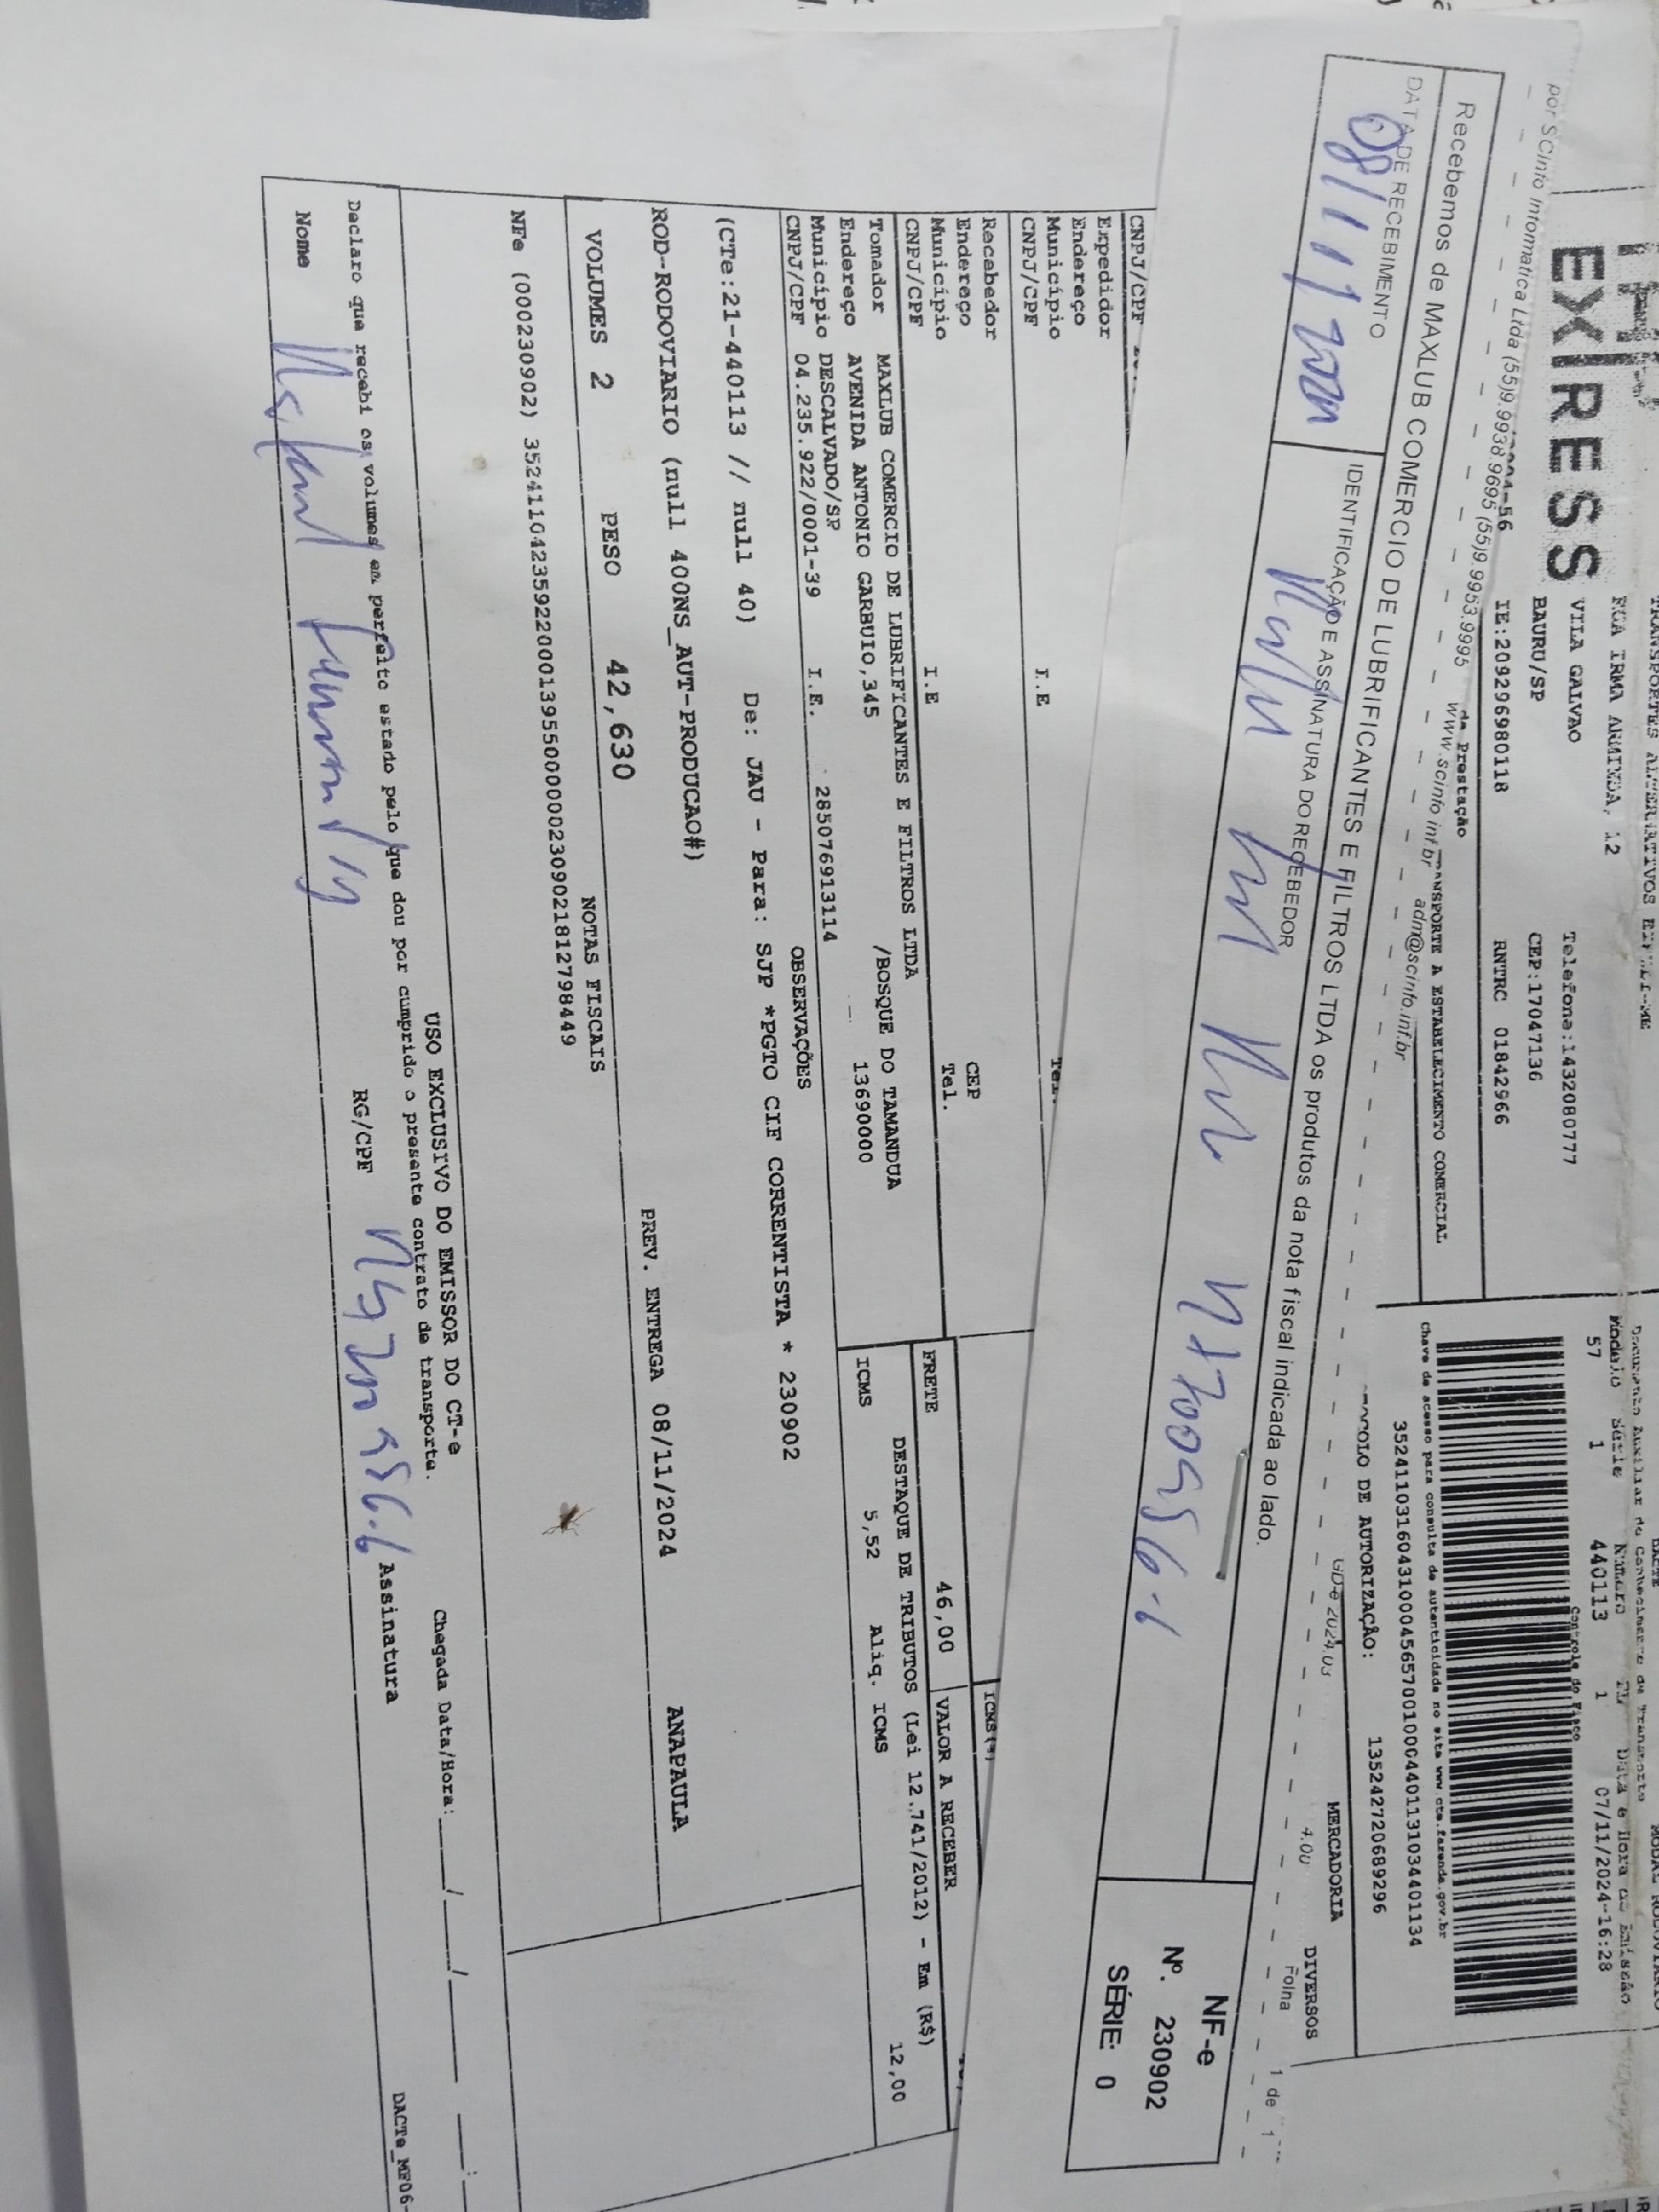 EXPRESS
RUA IRMA ARMINDA, 12
VILA GALVAO
BAURU/SP
Telefone:1432080777
CEP:17047136
IE:209296980118
RNTRC 01842966
Documento Auxiliar do Conhecimento de Transporte
Modelo Série Número FL Data e Hora de Emissão
57 1 440113 1 07/11/2024-16:28
Controle do Fisco
Chave de acesso para consulta de autenticidade no site www.cte.fazenda.gov.br
35241103160431000456570010004401131034401134
PROTOCOLO DE AUTORIZAÇÃO: 135242720689296
da Prestação
TRANSPORTE A ESTABELECIMENTO COMERCIAL
MERCADORIA
DIVERSOS
por SCinfo Informatica Ltda (55)9.9938.9695 (55)9.9953.9995 www.scinfo.inf.br adm@scinfo.inf.br
GD-e 2024.03 4.00 Folha 1 de 1
Recebemos de MAXLUB COMERCIO DE LUBRIFICANTES E FILTROS LTDA os produtos da nota fiscal indicada ao lado.
DATA DE RECEBIMENTO
08/11/
IDENTIFICAÇÃO E ASSINATURA DO RECEBEDOR
NF-e
Nº. 230902
SÉRIE: 0
CNPJ/CPF
Expedidor
Endereço
Município
CNPJ/CPF I.E Tel.
Recebedor
Endereço CEP
Município Tel.
CNPJ/CPF I.E
Tomador MAXLUB COMERCIO DE LUBRIFICANTES E FILTROS LTDA
Endereço AVENIDA ANTONIO GARBUIO,345 /BOSQUE DO TAMANDUA
Município DESCALVADO/SP 13690000
CNPJ/CPF 04.235.922/0001-39 I.E. 285076913114
ICMS(%)
FRETE 46,00 VALOR A RECEBER
DESTAQUE DE TRIBUTOS (Lei 12.741/2012) - Em (R$)
ICMS 5,52 Aliq. ICMS 12,00
OBSERVAÇÕES
(CTe:21-440113 // null 40) De: JAU - Para: SJP *PGTO CIF CORRENTISTA * 230902
ROD-RODOVIARIO (null 400NS_AUT-PRODUCAO#)
PREV. ENTREGA 08/11/2024 ANAPAULA
VOLUMES 2 PESO 42,630
NOTAS FISCAIS
NFe (000230902) 35241104235922000139550000002309021812798449
USO EXCLUSIVO DO EMISSOR DO CT-e
Declaro que recebi os volumes em perfeito estado pelo que dou por cumprido o presente contrato de transporte.
Chegada Data/Hora: ___/___/_____ ___:
Nome RG/CPF Assinatura
DACTe_MF06-